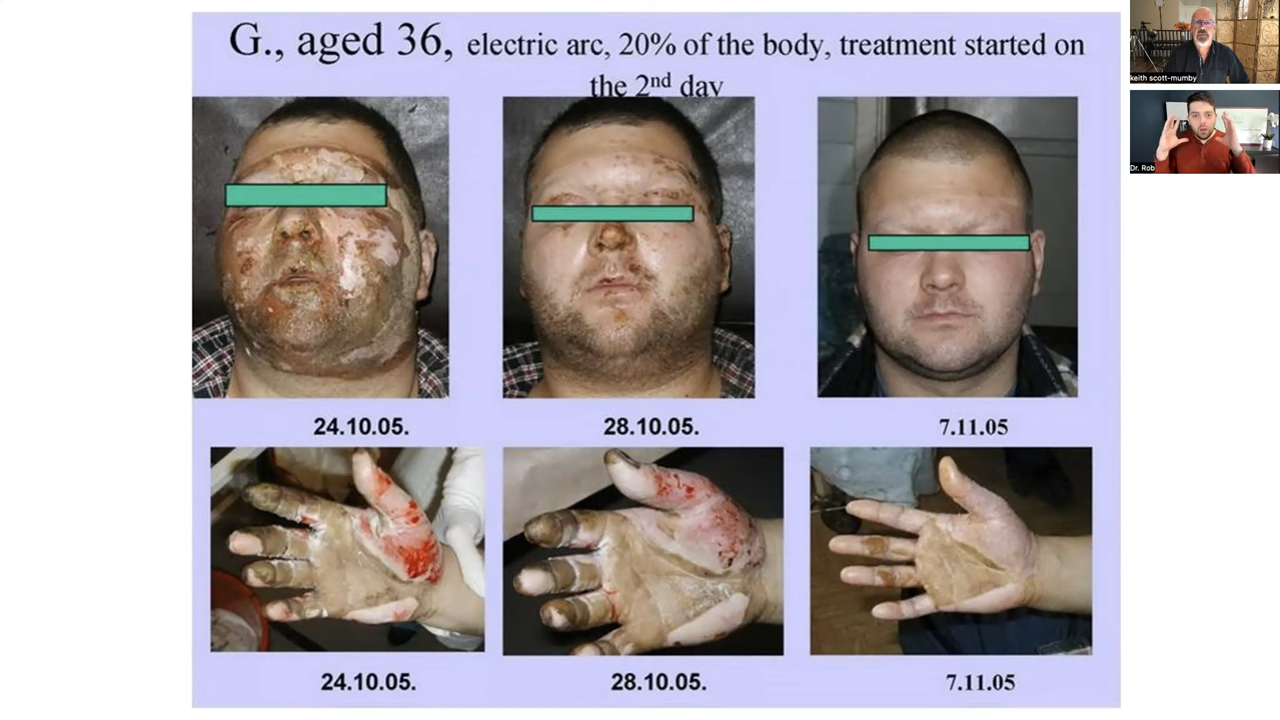 G., aged 36, electric arc, 20% of the body, treatment started on
the 2nd day
24.10.05.
28.10.05.
7.11.05
24.10.05.
28.10.05.
7.11.05
keith scott-mumby
Dr. Rob